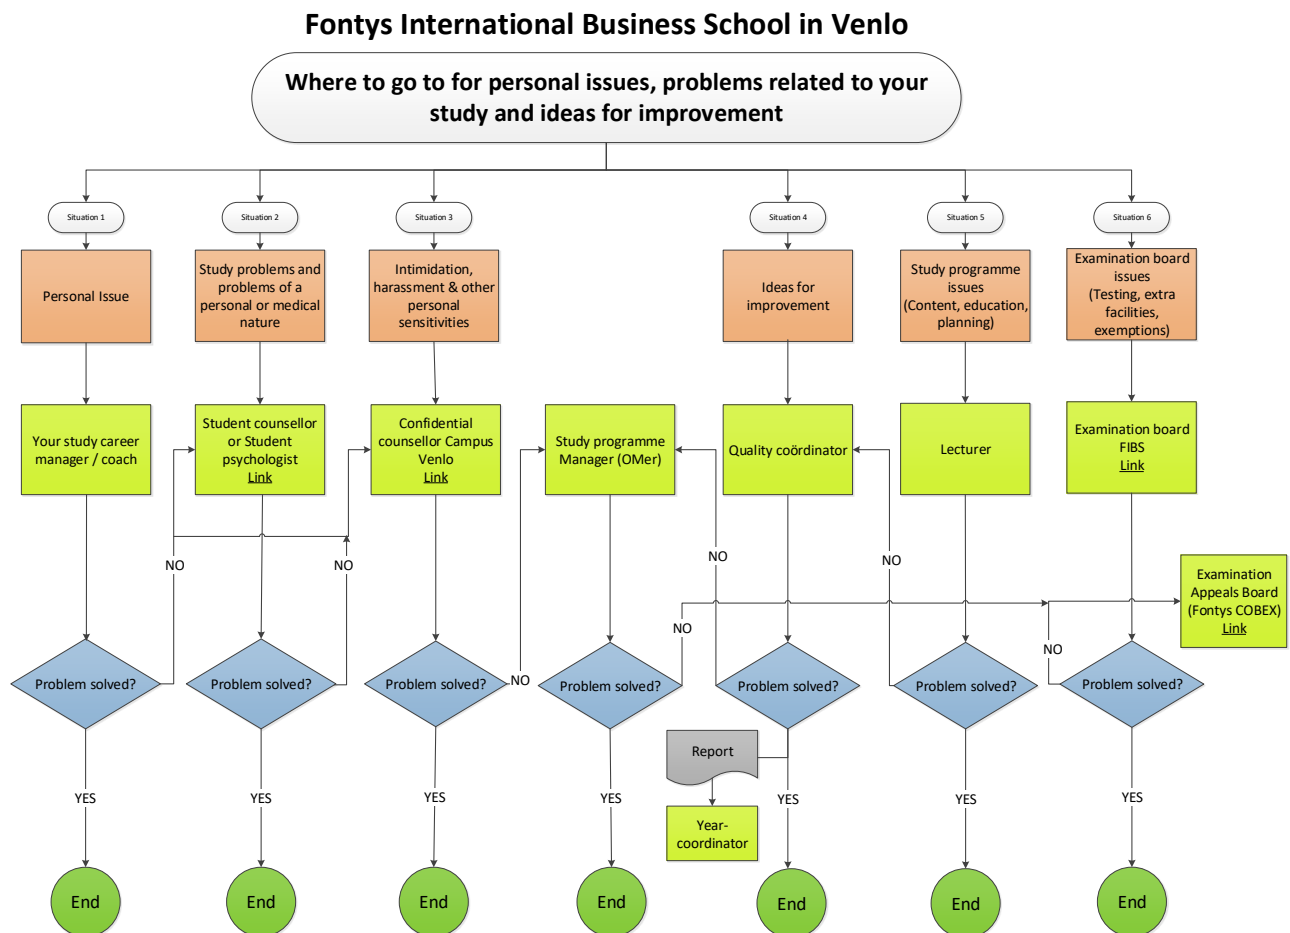 Fontys International Business School in Venlo
Where to go to for personal issues, problems related to your
study and ideas for improvement
Situation 1
Situation 2
Situation 3
Situation 4
Situation 5
Situation 6
Personal Issue
Study problems and
problems of a
personal or medical
nature
Intimidation,
harassment & other
personal
sensitivities
Ideas for
improvement
Study programme
issues
(Content, education,
planning)
Examination board
issues
(Testing, extra
facilities,
exemptions)
Your study career
manager / coach
Student counsellor
or Student
psychologist
Link
Confidential
counsellor Campus
Venlo
Link
Study programme
Manager (OMer)
Quality coördinator
Lecturer
Examination board
FIBS
Link
NO
NO
NO
NO
Examination
Appeals Board
(Fontys COBEX)
Link
NO
NO
NO
Problem solved?
Problem solved?
Problem solved?
Problem solved?
Problem solved?
Problem solved?
Problem solved?
Report
YES
YES
YES
YES
YES
YES
YES
Year-
coordinator
End
End
End
End
End
End
End